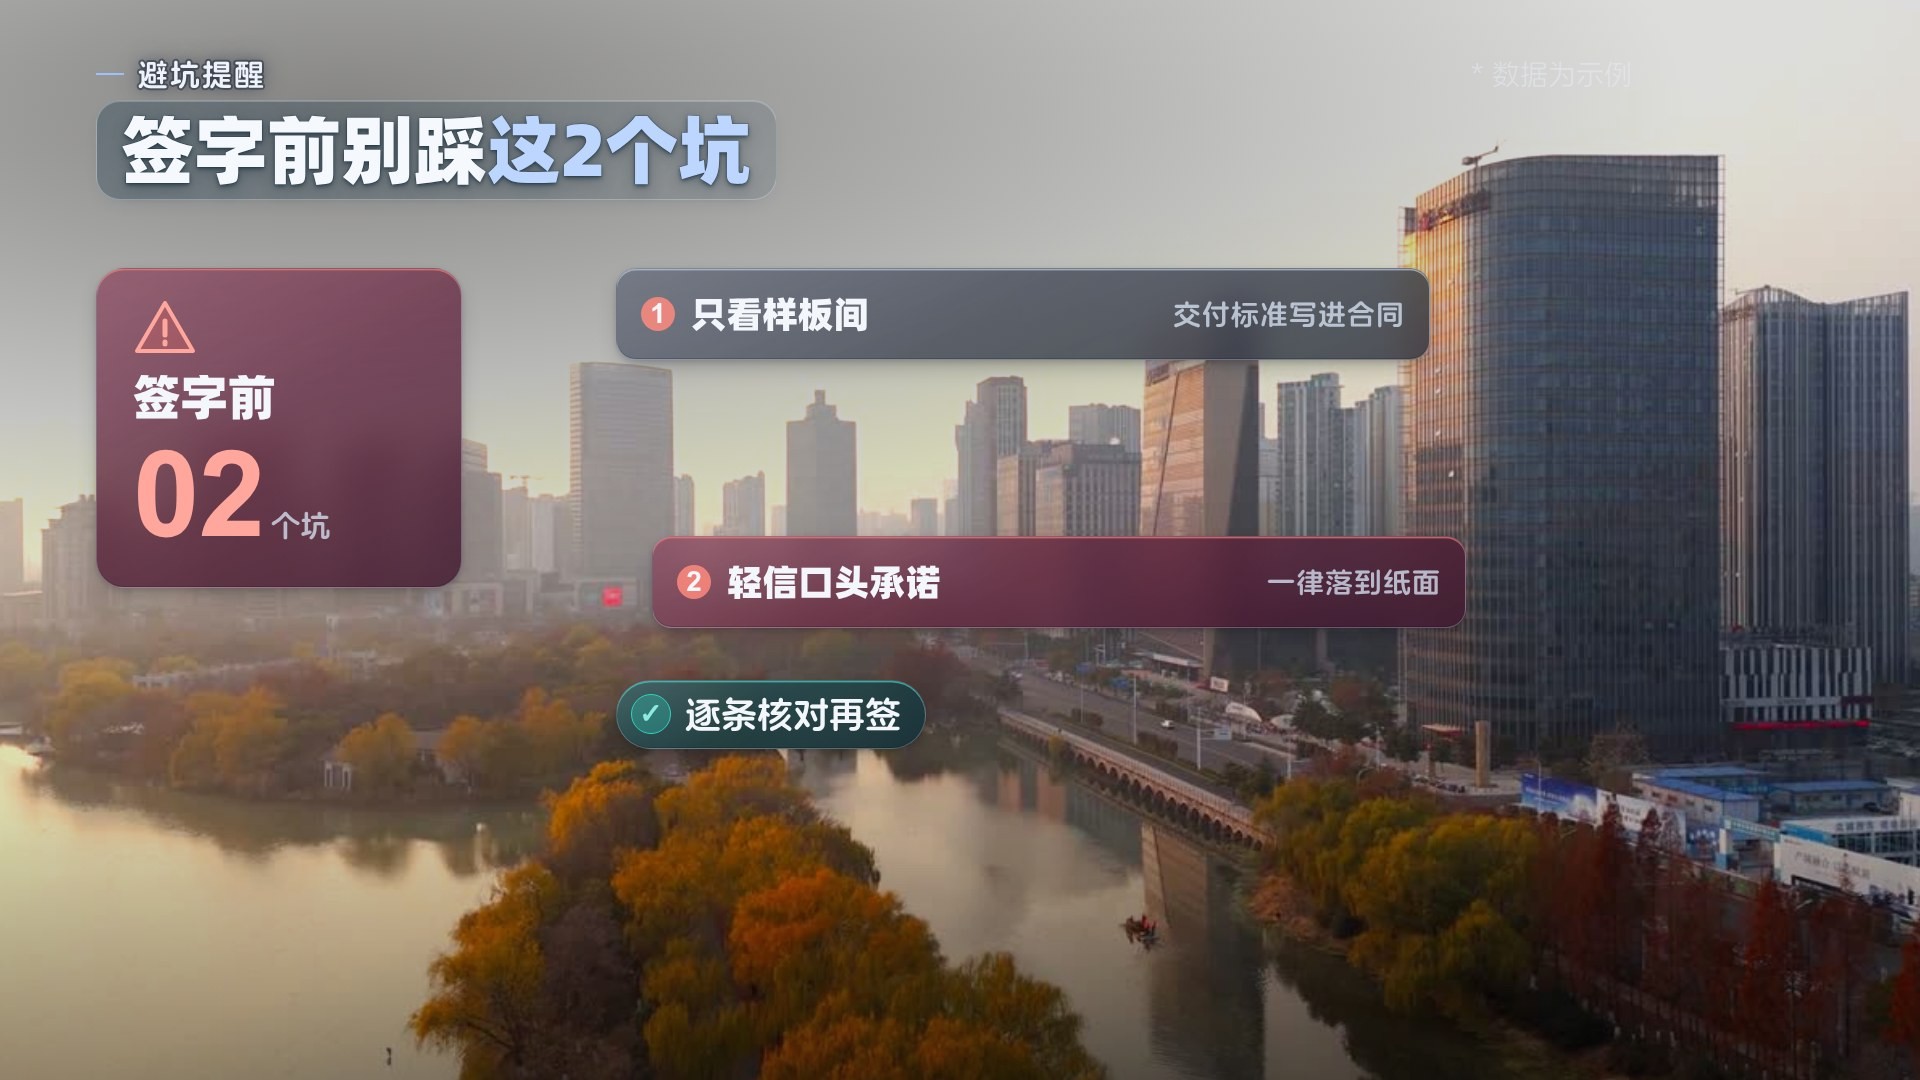 避坑提醒
* 数据为示例
签字前别踩这2个坑
签字前
02个坑
1 只看样板间 交付标准写进合同
2 轻信口头承诺 一律落到纸面
✓ 逐条核对再签